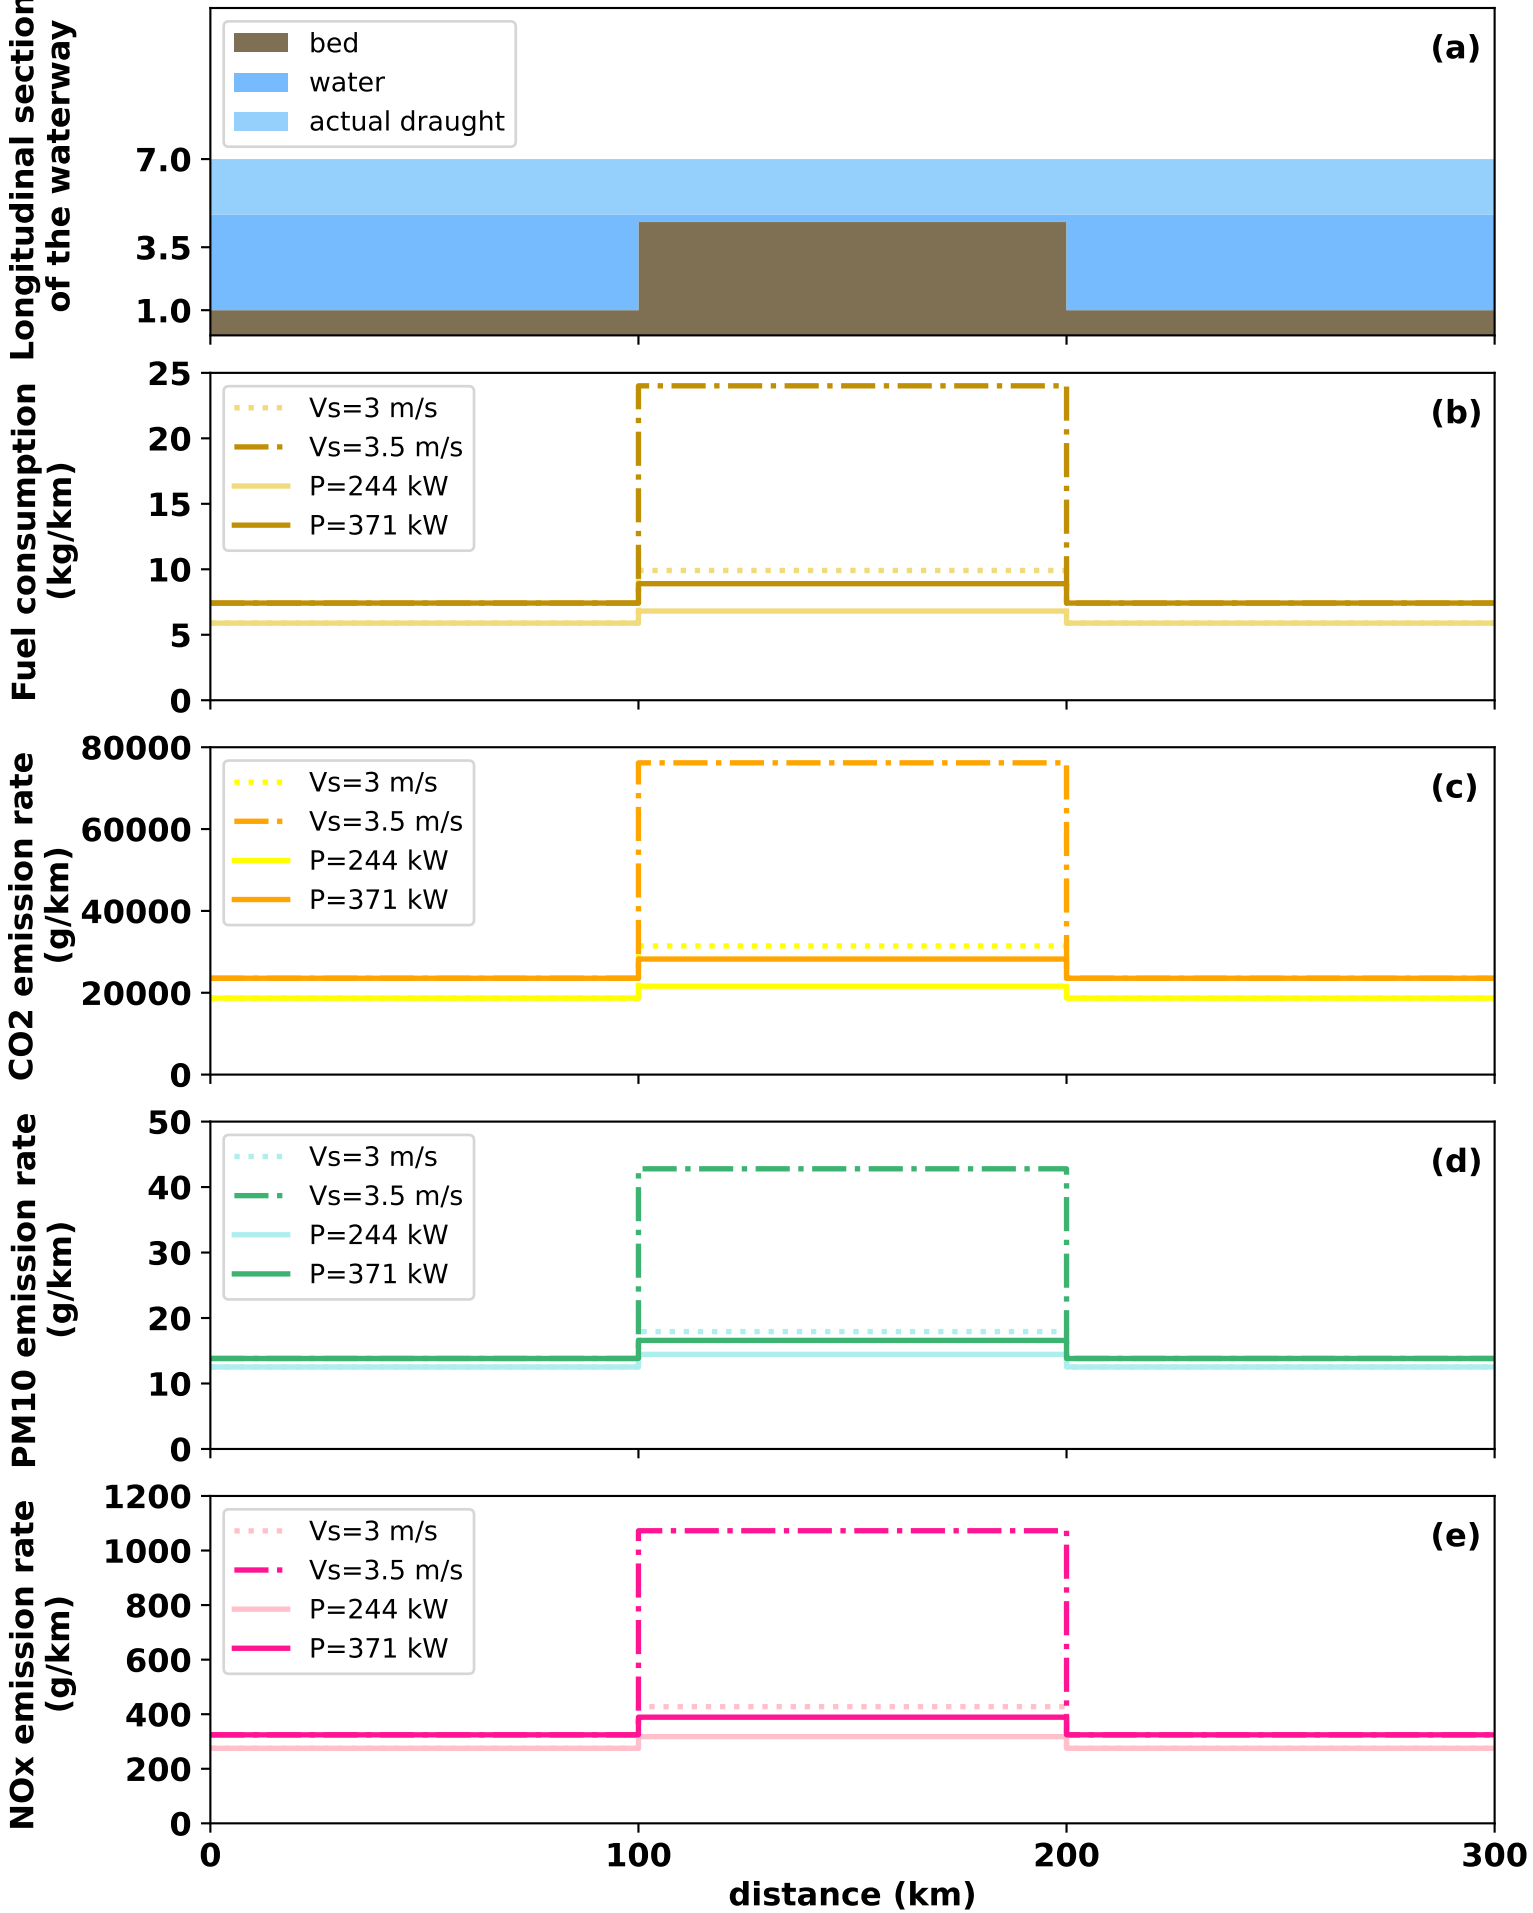 Longitudinal section
of the waterway
bed
water
actual draught
(a)
7.0
3.5
1.0
Fuel consumption
(kg/km)
25
20
15
10
5
0
Vs=3 m/s
Vs=3.5 m/s
P=244 kW
P=371 kW
(b)
CO2 emission rate
(g/km)
80000
60000
40000
20000
0
Vs=3 m/s
Vs=3.5 m/s
P=244 kW
P=371 kW
(c)
PM10 emission rate
(g/km)
50
40
30
20
10
0
Vs=3 m/s
Vs=3.5 m/s
P=244 kW
P=371 kW
(d)
NOx emission rate
(g/km)
1200
1000
800
600
400
200
0
Vs=3 m/s
Vs=3.5 m/s
P=244 kW
P=371 kW
(e)
0 100 200 300
distance (km)